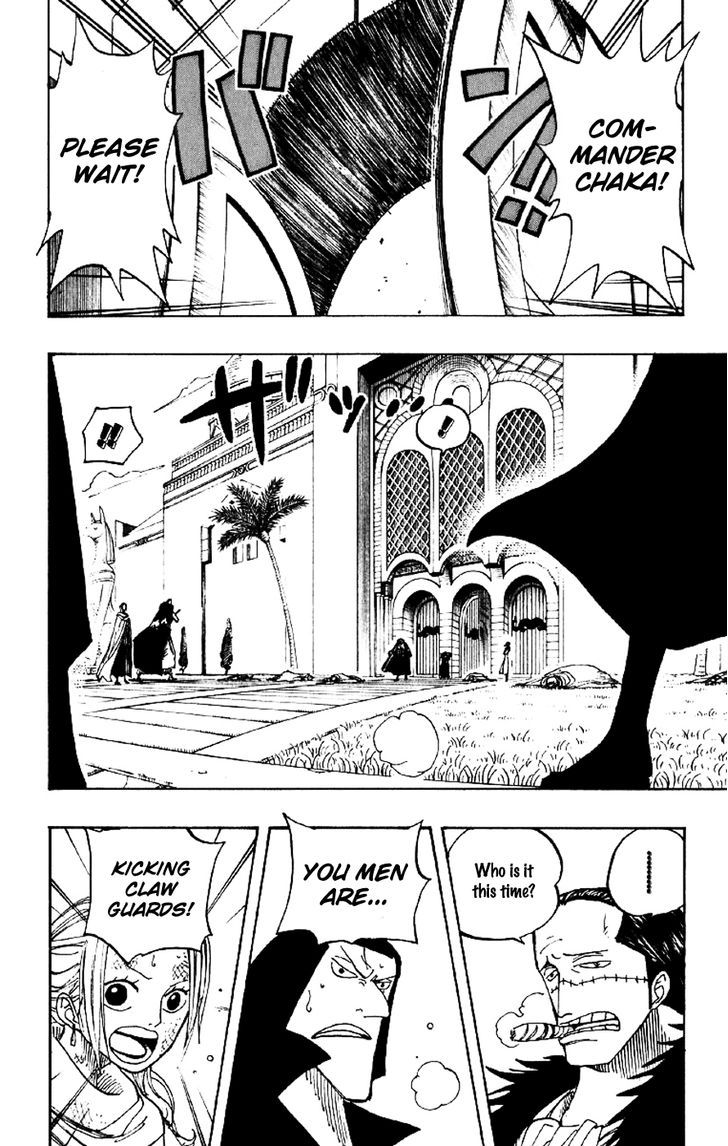 COM-
MANDER
CHAKA!
PLEASE
WAIT!
バン
!
!!
ザザッ
.........
Who is it
this time?
YOU MEN
ARE...
KICKING
CLAW
GUARDS!